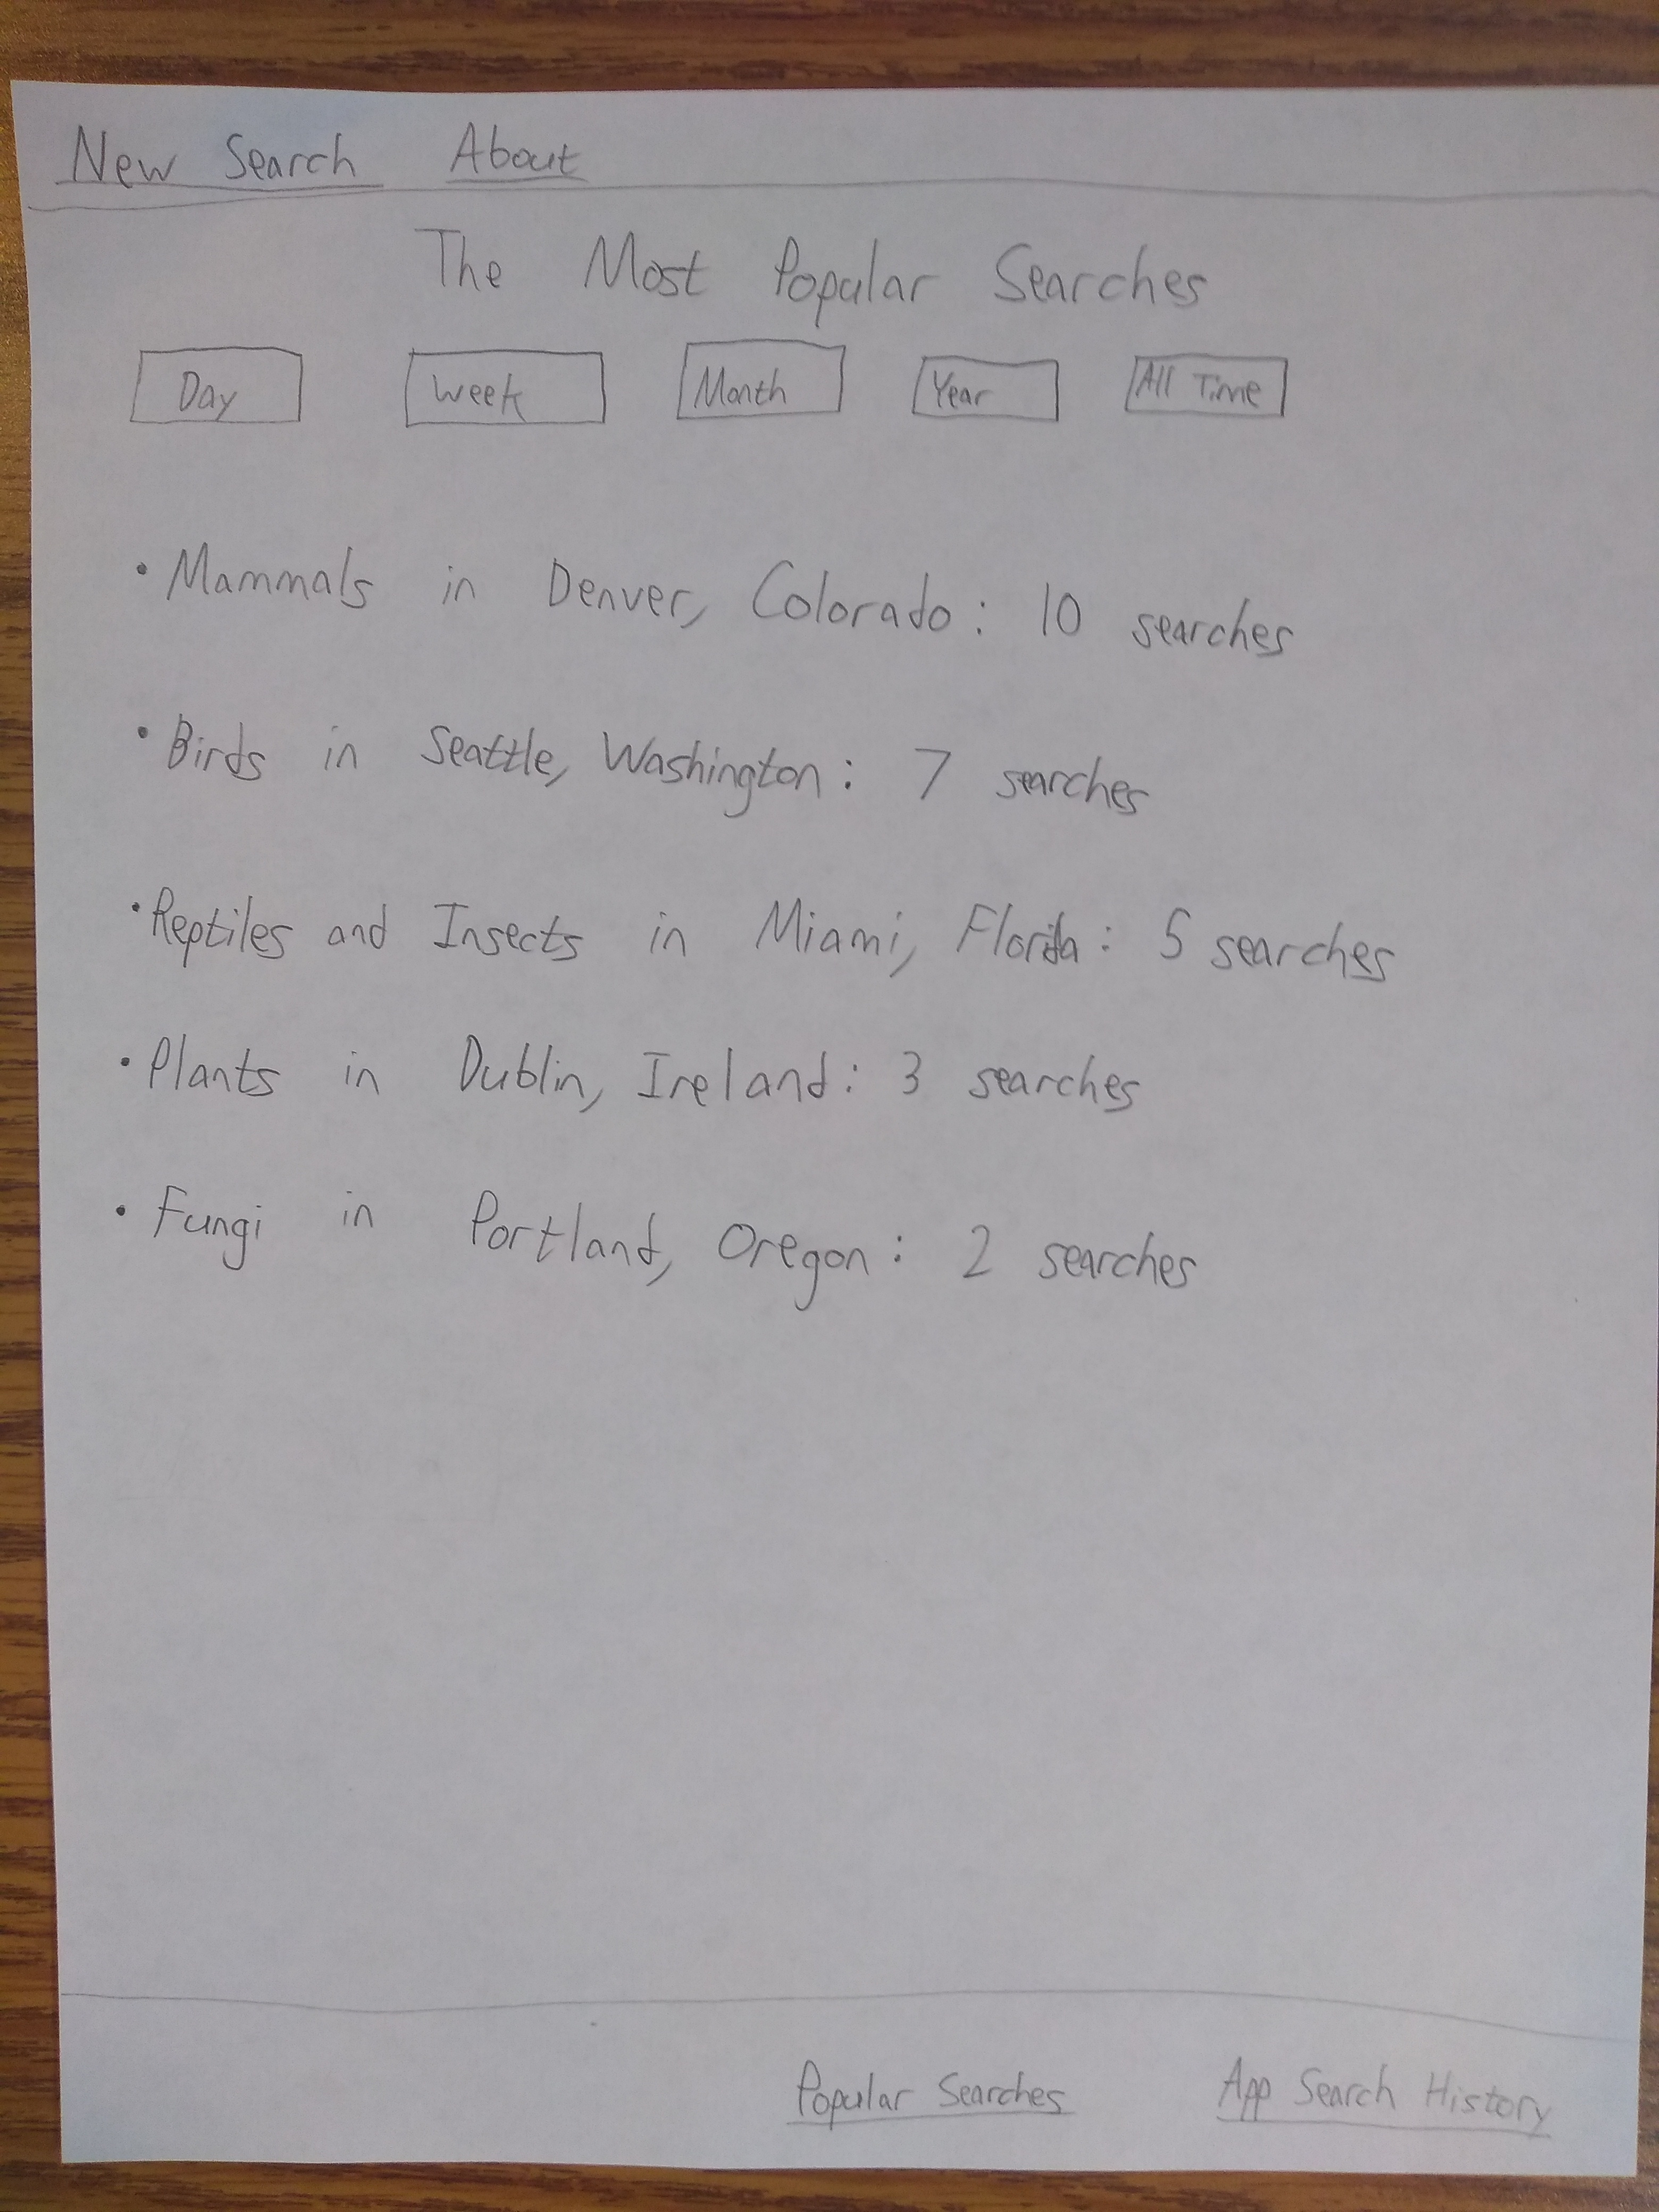 New Search About
The Most Popular Searches
Day Week Month Year All Time
• Mammals in Denver, Colorado: 10 searches
• Birds in Seattle, Washington: 7 searches
• Reptiles and Insects in Miami, Florida: 5 searches
• Plants in Dublin, Ireland: 3 searches
• Fungi in Portland, Oregon: 2 searches
Popular Searches App Search History